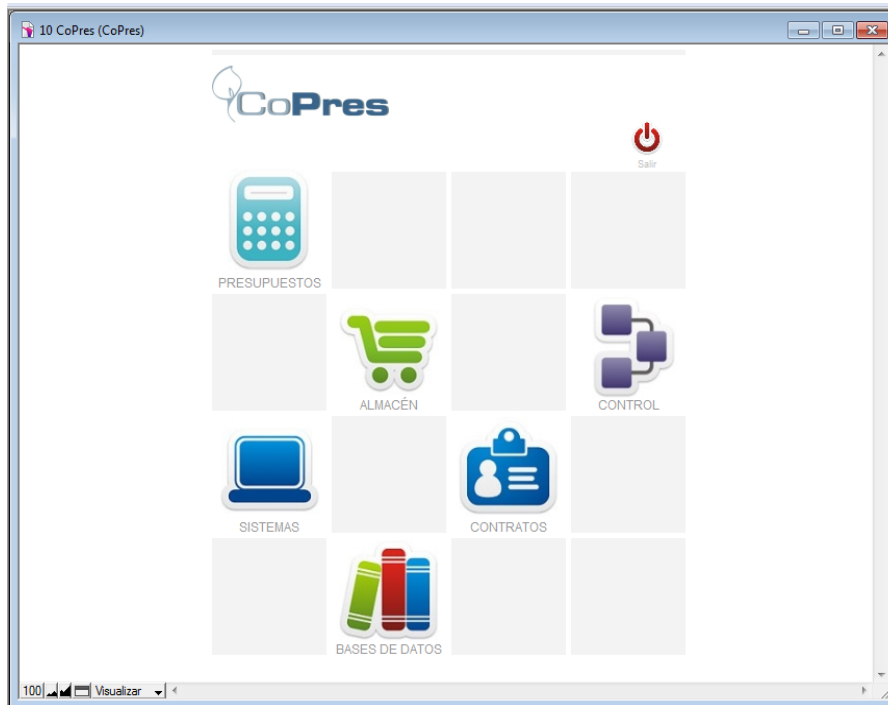 10 CoPres (CoPres)
CoPres
Salir
PRESUPUESTOS
ALMACÉN
CONTROL
SISTEMAS
CONTRATOS
BASES DE DATOS
100
Visualizar